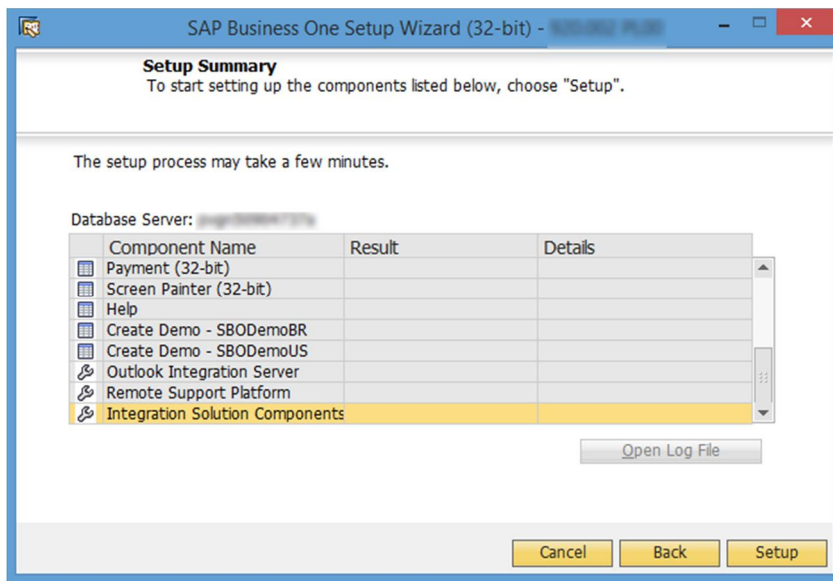 SAP Business One Setup Wizard (32-bit) -
Setup Summary
To start setting up the components listed below, choose "Setup".
The setup process may take a few minutes.
Database Server:
Component Name Result Details
Payment (32-bit)
Screen Painter (32-bit)
Help
Create Demo - SBODemoBR
Create Demo - SBODemoUS
Outlook Integration Server
Remote Support Platform
Integration Solution Components
Open Log File
Cancel Back Setup